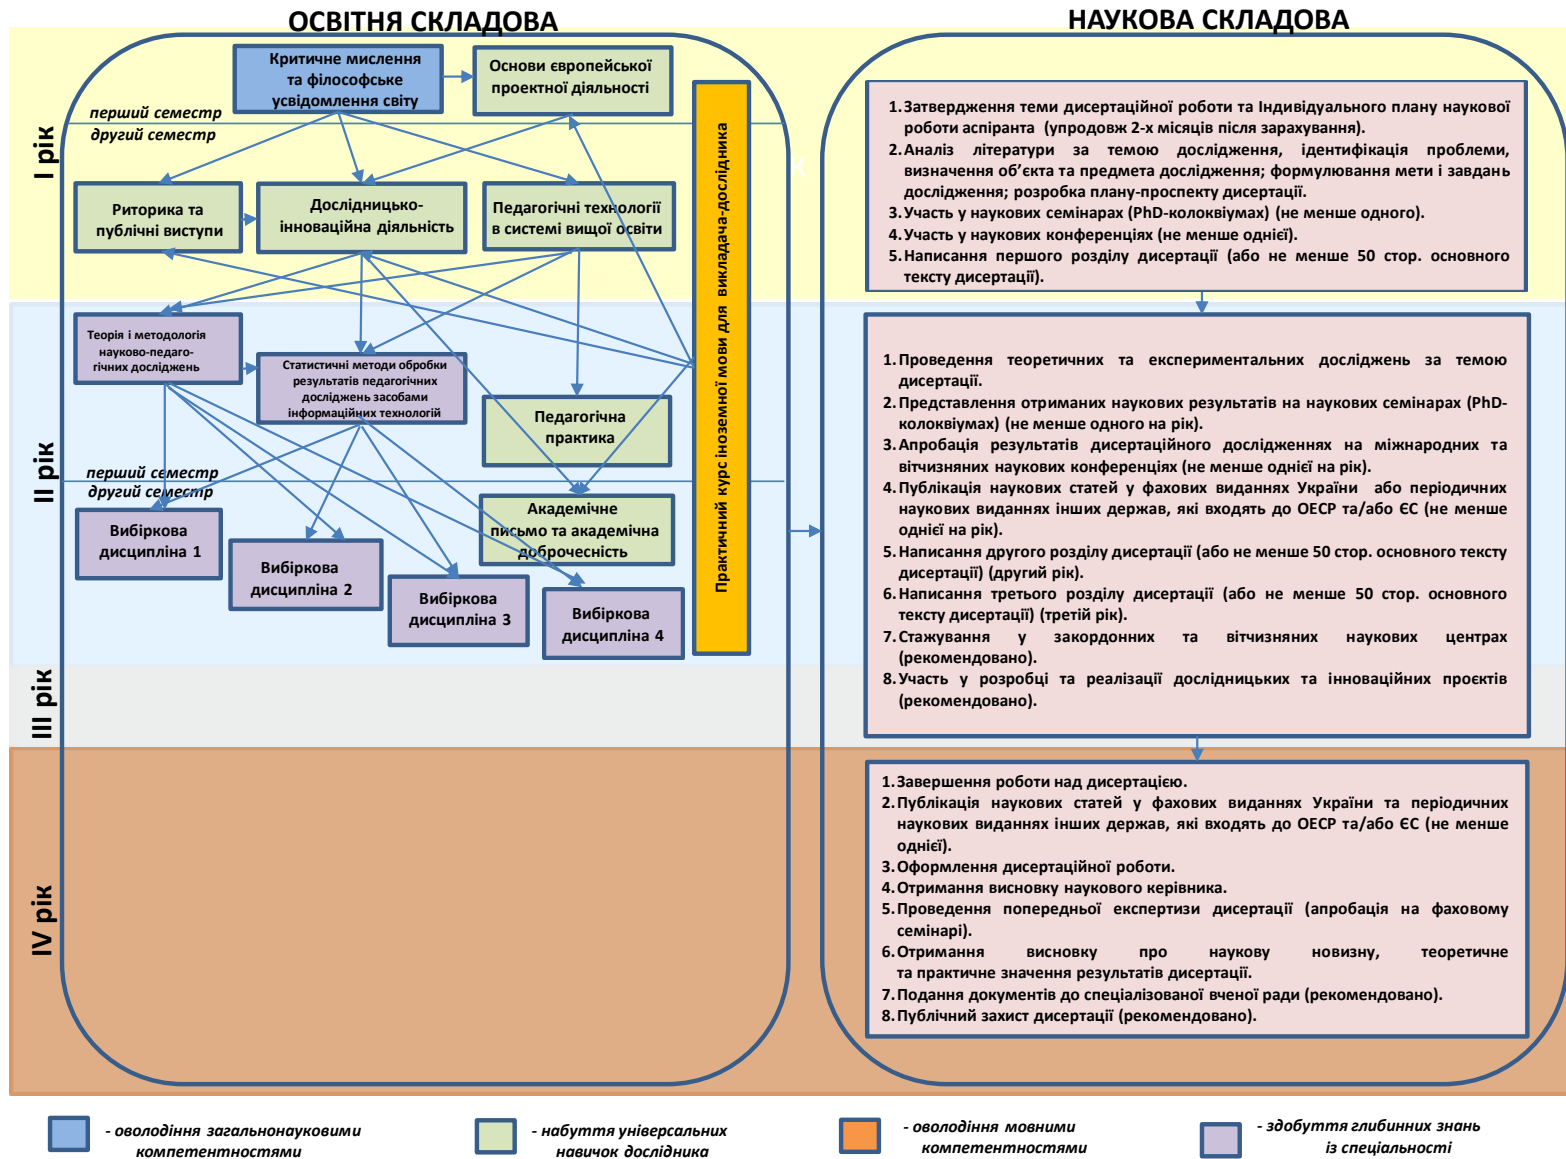 ОСВІТНЯ СКЛАДОВА
НАУКОВА СКЛАДОВА
I рік
перший семестр
другий семестр
Критичне мислення
та філософське
усвідомлення світу
Основи європейської
проектної діяльності
Риторика та
публічні виступи
Дослідницько-
інноваційна діяльність
Педагогічні технології
в системі вищої освіти
Практичний курс іноземної мови для викладача-дослідника
к
II рік
Теорія і методологія
науково-педаго-
гічних досліджень
Статистичні методи обробки
результатів педагогічних
досліджень засобами
інформаційних технологій
Педагогічна
практика
перший семестр
другий семестр
Вибіркова
дисципліна 1
Вибіркова
дисципліна 2
Вибіркова
дисципліна 3
Академічне
письмо та академічна
доброчесність
Вибіркова
дисципліна 4
III рік
IV рік
1. Затвердження теми дисертаційної роботи та Індивідуального плану наукової
роботи аспіранта (упродовж 2-х місяців після зарахування).
2. Аналіз літератури за темою дослідження, ідентифікація проблеми,
визначення об’єкта та предмета дослідження; формулювання мети і завдань
дослідження; розробка плану-проспекту дисертації.
3. Участь у наукових семінарах (PhD-колоквіумах) (не менше одного).
4. Участь у наукових конференціях (не менше однієї).
5. Написання першого розділу дисертації (або не менше 50 стор. основного
тексту дисертації).
1. Проведення теоретичних та експериментальних досліджень за темою
дисертації.
2. Представлення отриманих наукових результатів на наукових семінарах (PhD-
колоквіумах) (не менше одного на рік).
3. Апробація результатів дисертаційного дослідженнях на міжнародних та
вітчизняних наукових конференціях (не менше однієї на рік).
4. Публікація наукових статей у фахових виданнях України або періодичних
наукових виданнях інших держав, які входять до ОЕСР та/або ЄС (не менше
однієї на рік).
5. Написання другого розділу дисертації (або не менше 50 стор. основного тексту
дисертації) (другий рік).
6. Написання третього розділу дисертації (або не менше 50 стор. основного
тексту дисертації) (третій рік).
7. Стажування у закордонних та вітчизняних наукових центрах
(рекомендовано).
8. Участь у розробці та реалізації дослідницьких та інноваційних проєктів
(рекомендовано).
1. Завершення роботи над дисертацією.
2. Публікація наукових статей у фахових виданнях України та періодичних
наукових виданнях інших держав, які входять до ОЕСР та/або ЄС (не менше
однієї).
3. Оформлення дисертаційної роботи.
4. Отримання висновку наукового керівника.
5. Проведення попередньої експертизи дисертації (апробація на фаховому
семінарі).
6. Отримання висновку про наукову новизну, теоретичне
та практичне значення результатів дисертації.
7. Подання документів до спеціалізованої вченої ради (рекомендовано).
8. Публічний захист дисертації (рекомендовано).
- оволодіння загальнонауковими
компетентностями
- набуття універсальних
навичок дослідника
- оволодіння мовними
компетентностями
- здобуття глибинних знань
із спеціальності